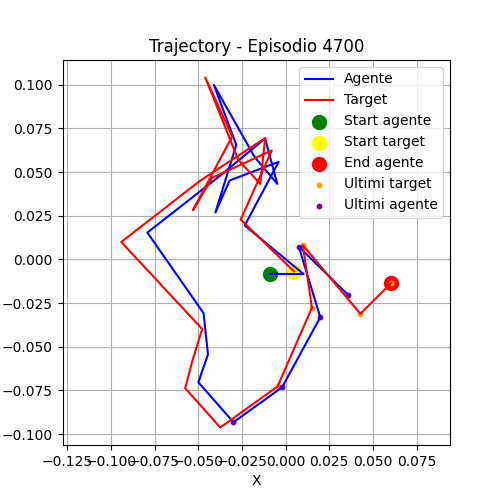 Trajectory - Episodio 4700
Agente
Target
Start agente
Start target
End agente
Ultimi target
Ultimi agente
0.100
0.075
0.050
0.025
0.000
−0.025
−0.050
−0.075
−0.100
−0.125 −0.100 −0.075 −0.050 −0.025 0.000 0.025 0.050 0.075
X